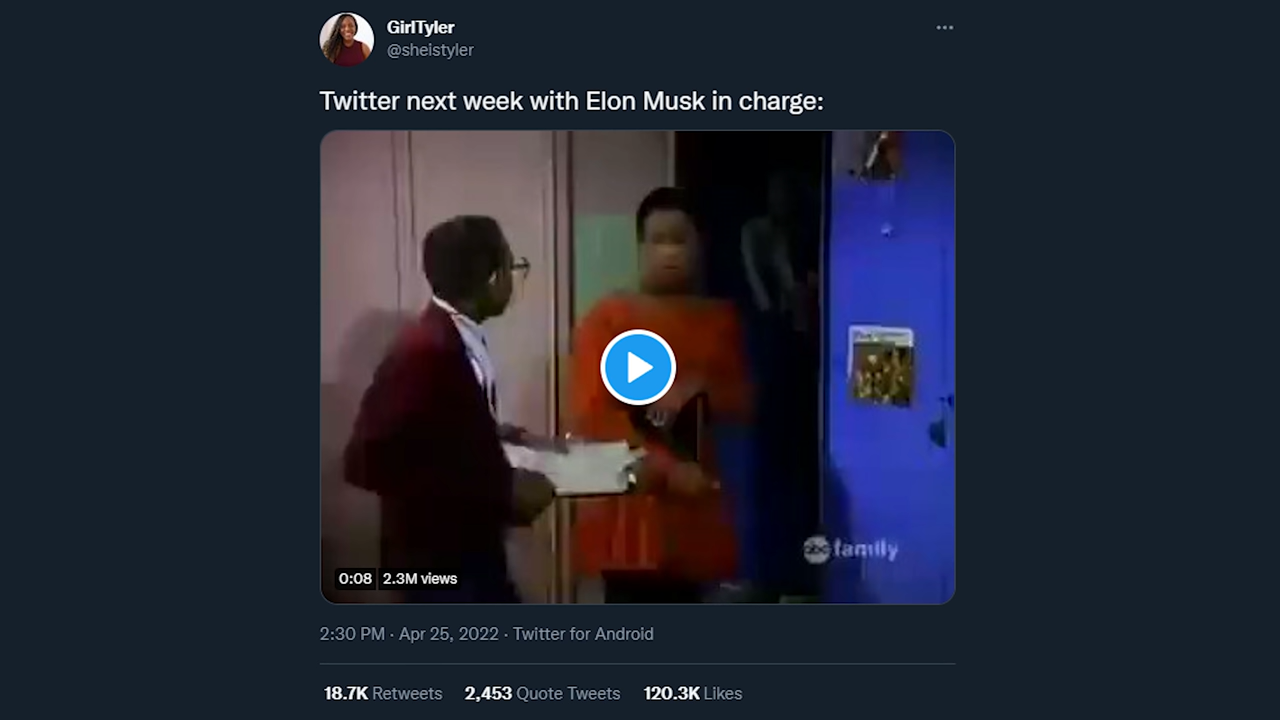 GirlTyler
@sheistyler
Twitter next week with Elon Musk in charge:
abc family
0:08 2.3M views
2:30 PM · Apr 25, 2022 · Twitter for Android
18.7K Retweets 2,453 Quote Tweets 120.3K Likes